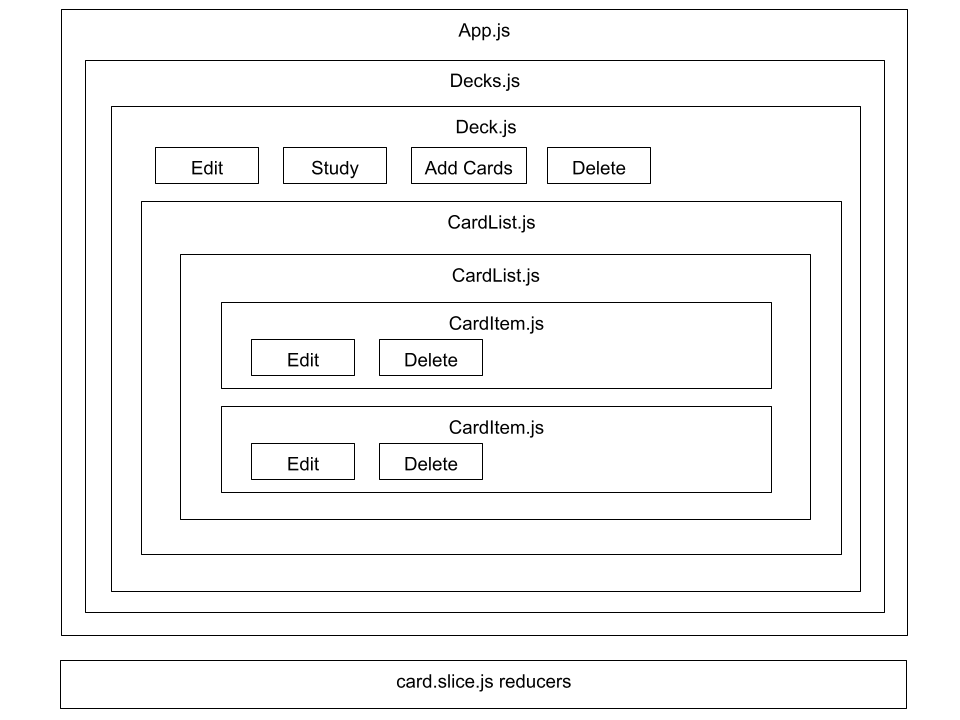 App.js
Decks.js
Deck.js
Edit Study Add Cards Delete
CardList.js
CardList.js
CardItem.js
Edit Delete
CardItem.js
Edit Delete
card.slice.js reducers